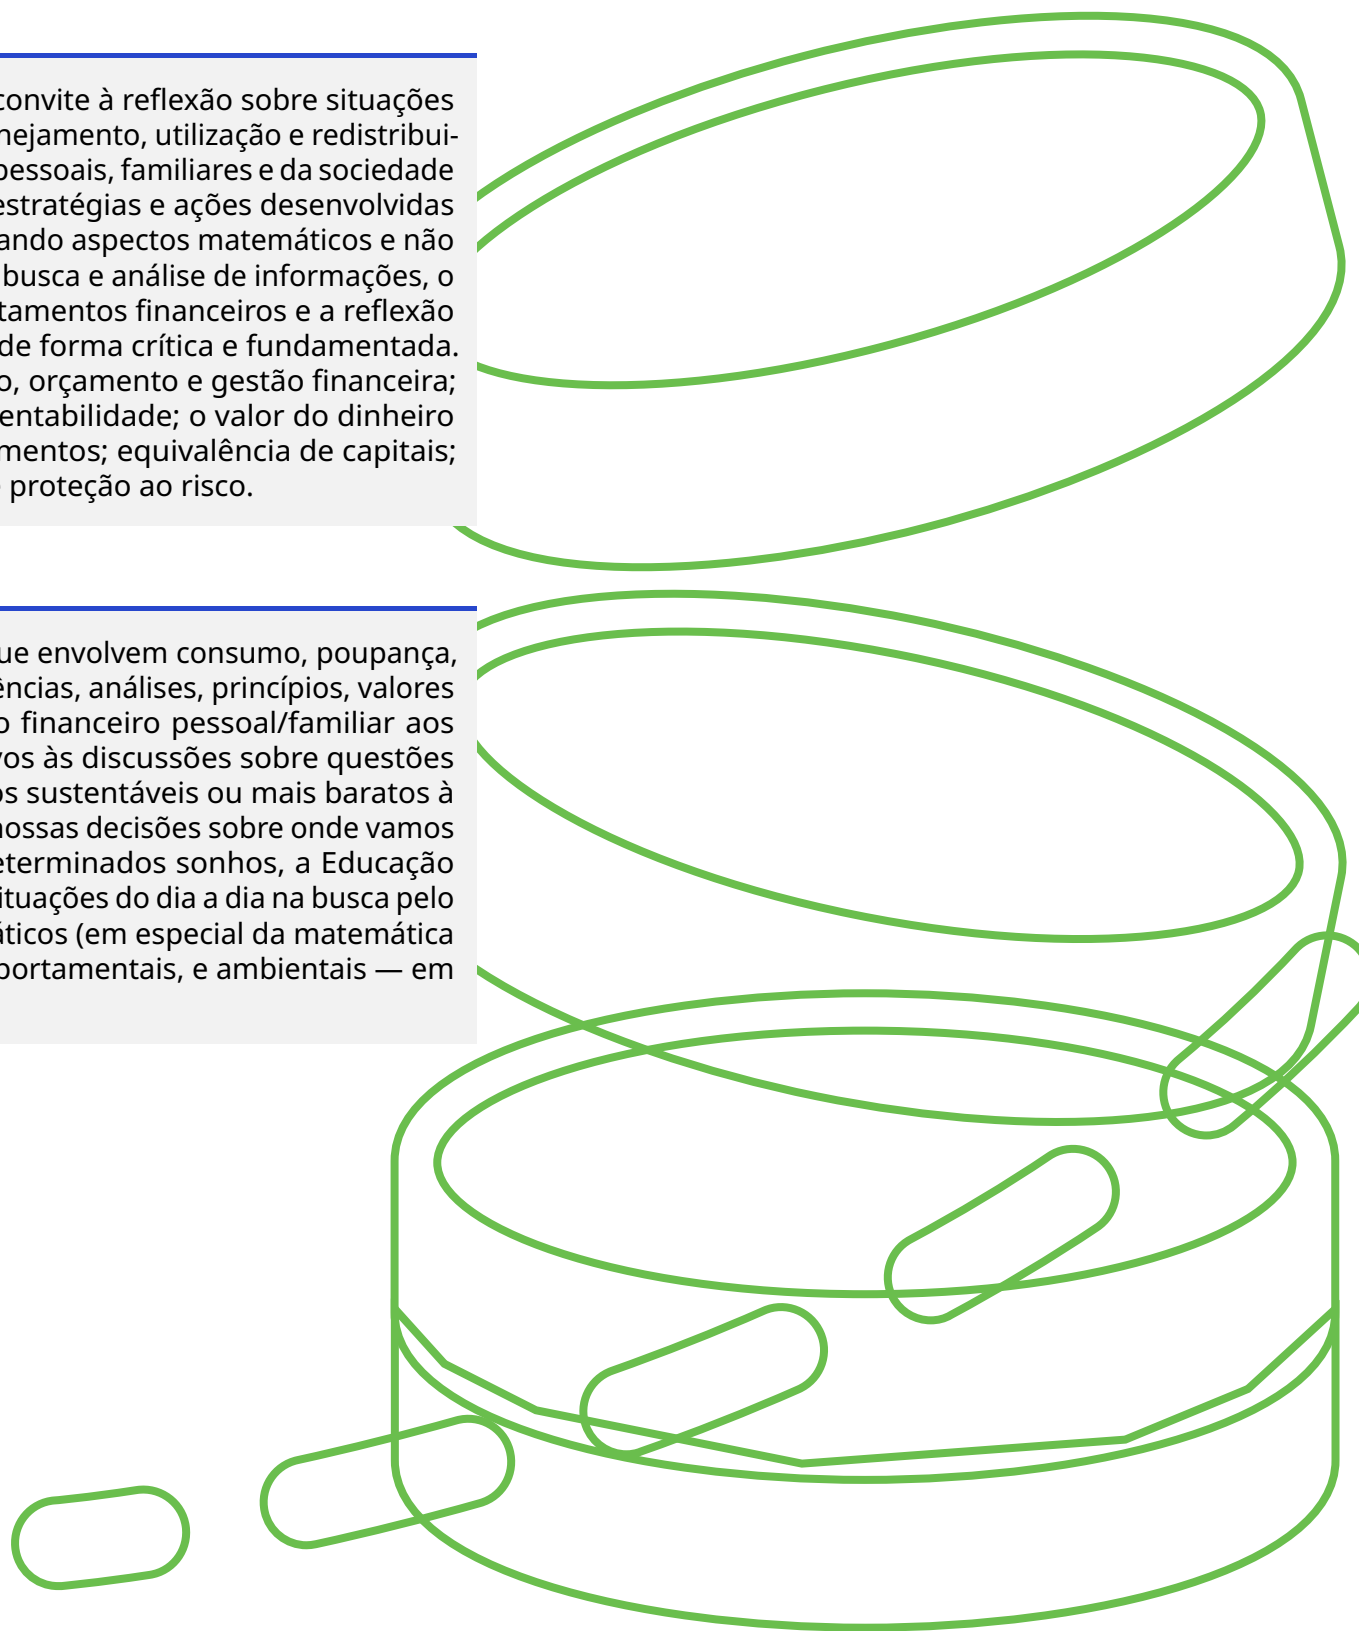 convite à reflexão sobre situações
nejamento, utilização e redistribui-
pessoais, familiares e da sociedade
estratégias e ações desenvolvidas
ando aspectos matemáticos e não
busca e análise de informações, o
tamentos financeiros e a reflexão
de forma crítica e fundamentada.
o, orçamento e gestão financeira;
entabilidade; o valor do dinheiro
mentos; equivalência de capitais;
proteção ao risco.
ue envolvem consumo, poupança,
ências, análises, princípios, valores
o financeiro pessoal/familiar aos
vos às discussões sobre questões
os sustentáveis ou mais baratos à
nossas decisões sobre onde vamos
eterminados sonhos, a Educação
ituações do dia a dia na busca pelo
áticos (em especial da matemática
portamentais, e ambientais — em